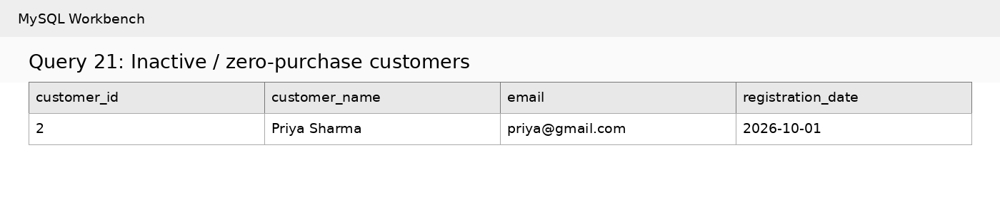 MySQL Workbench
Query 21: Inactive / zero-purchase customers
customer_id customer_name email registration_date
2 Priya Sharma priya@gmail.com 2026-10-01